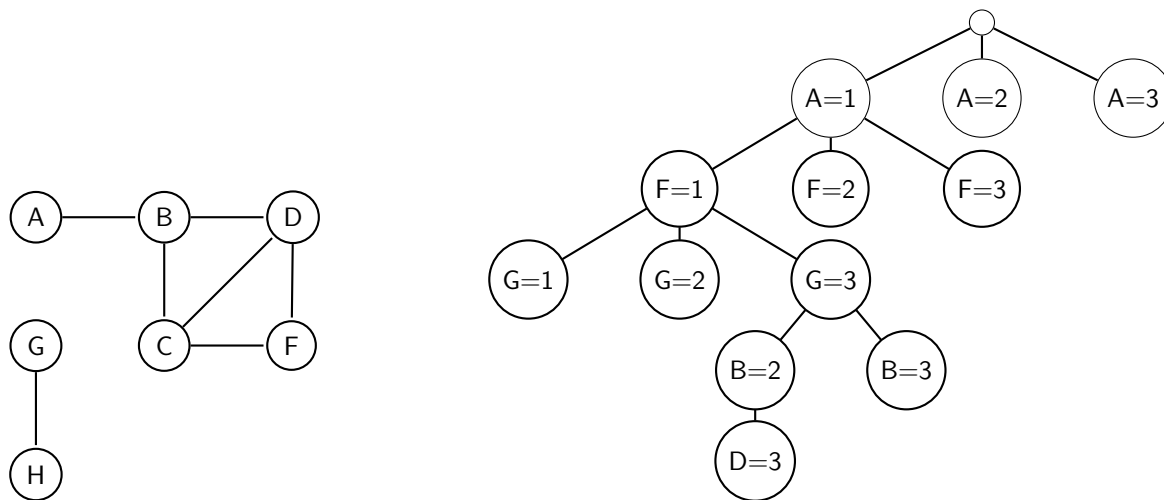 A=1 A=2 A=3
F=1 F=2 F=3
A B D
G=1 G=2 G=3
G C F
B=2 B=3
D=3
H